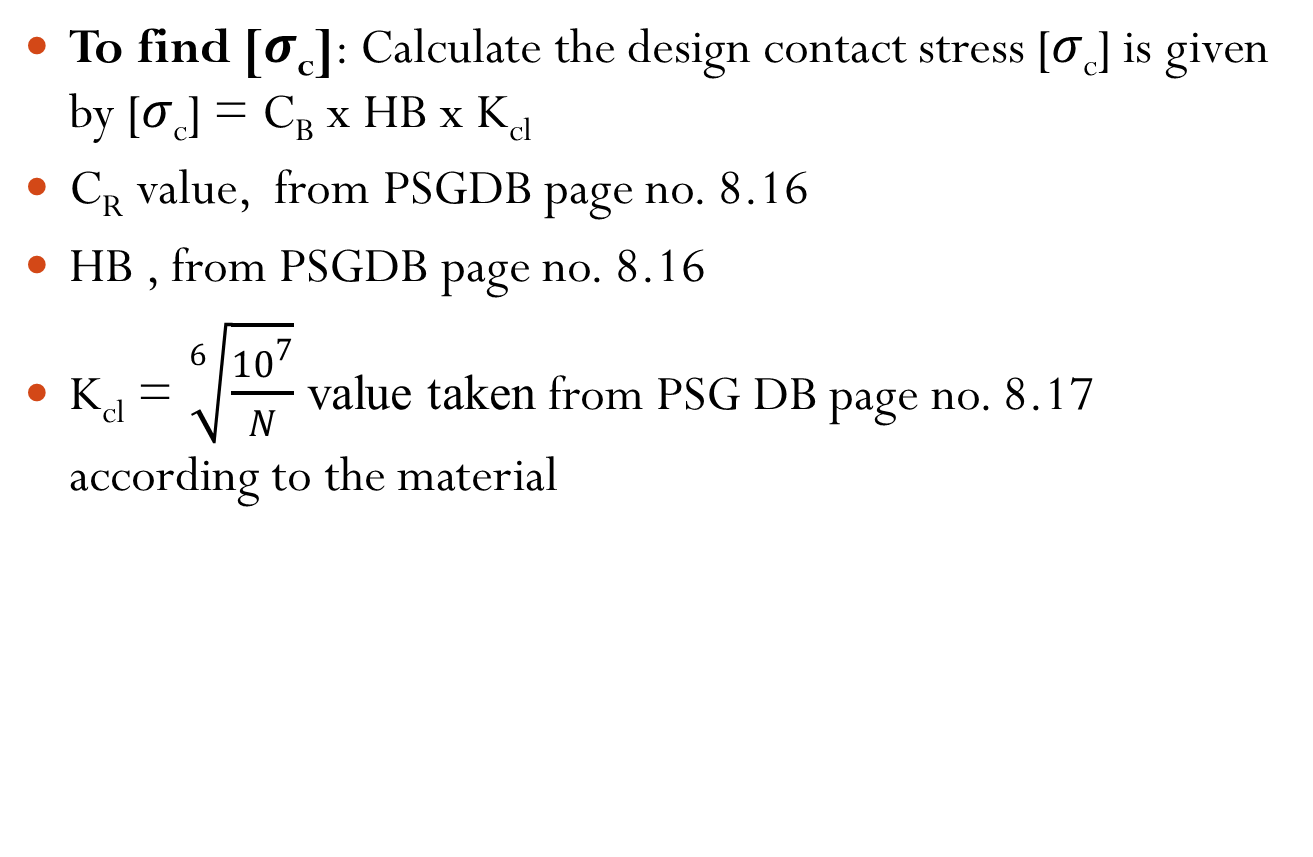 • To find [σc]: Calculate the design contact stress [σc] is given
by [σc] = CB x HB x Kcl
• CR value,  from PSGDB page no. 8.16
• HB , from PSGDB page no. 8.16
• Kcl = ⁶√(10⁷/N) value taken from PSG DB page no. 8.17
according to the material